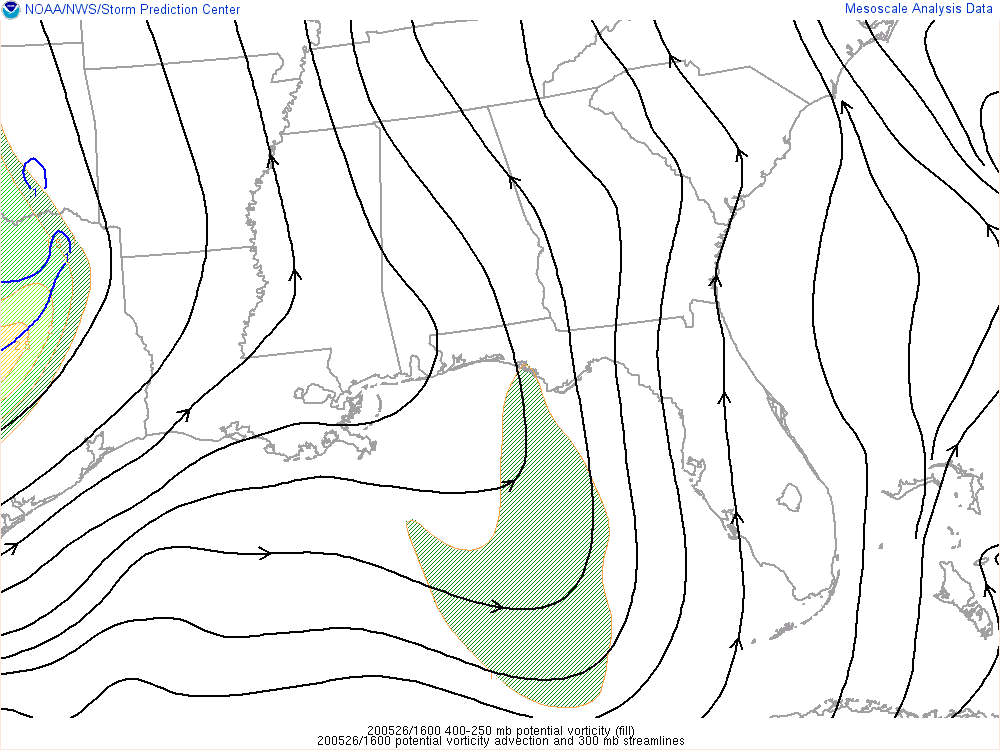 NOAA/NWS/Storm Prediction Center
Mesoscale Analysis Data
1
200526/1600 400-250 mb potential vorticity (fill)
200526/1600 potential vorticity advection and 300 mb streamlines